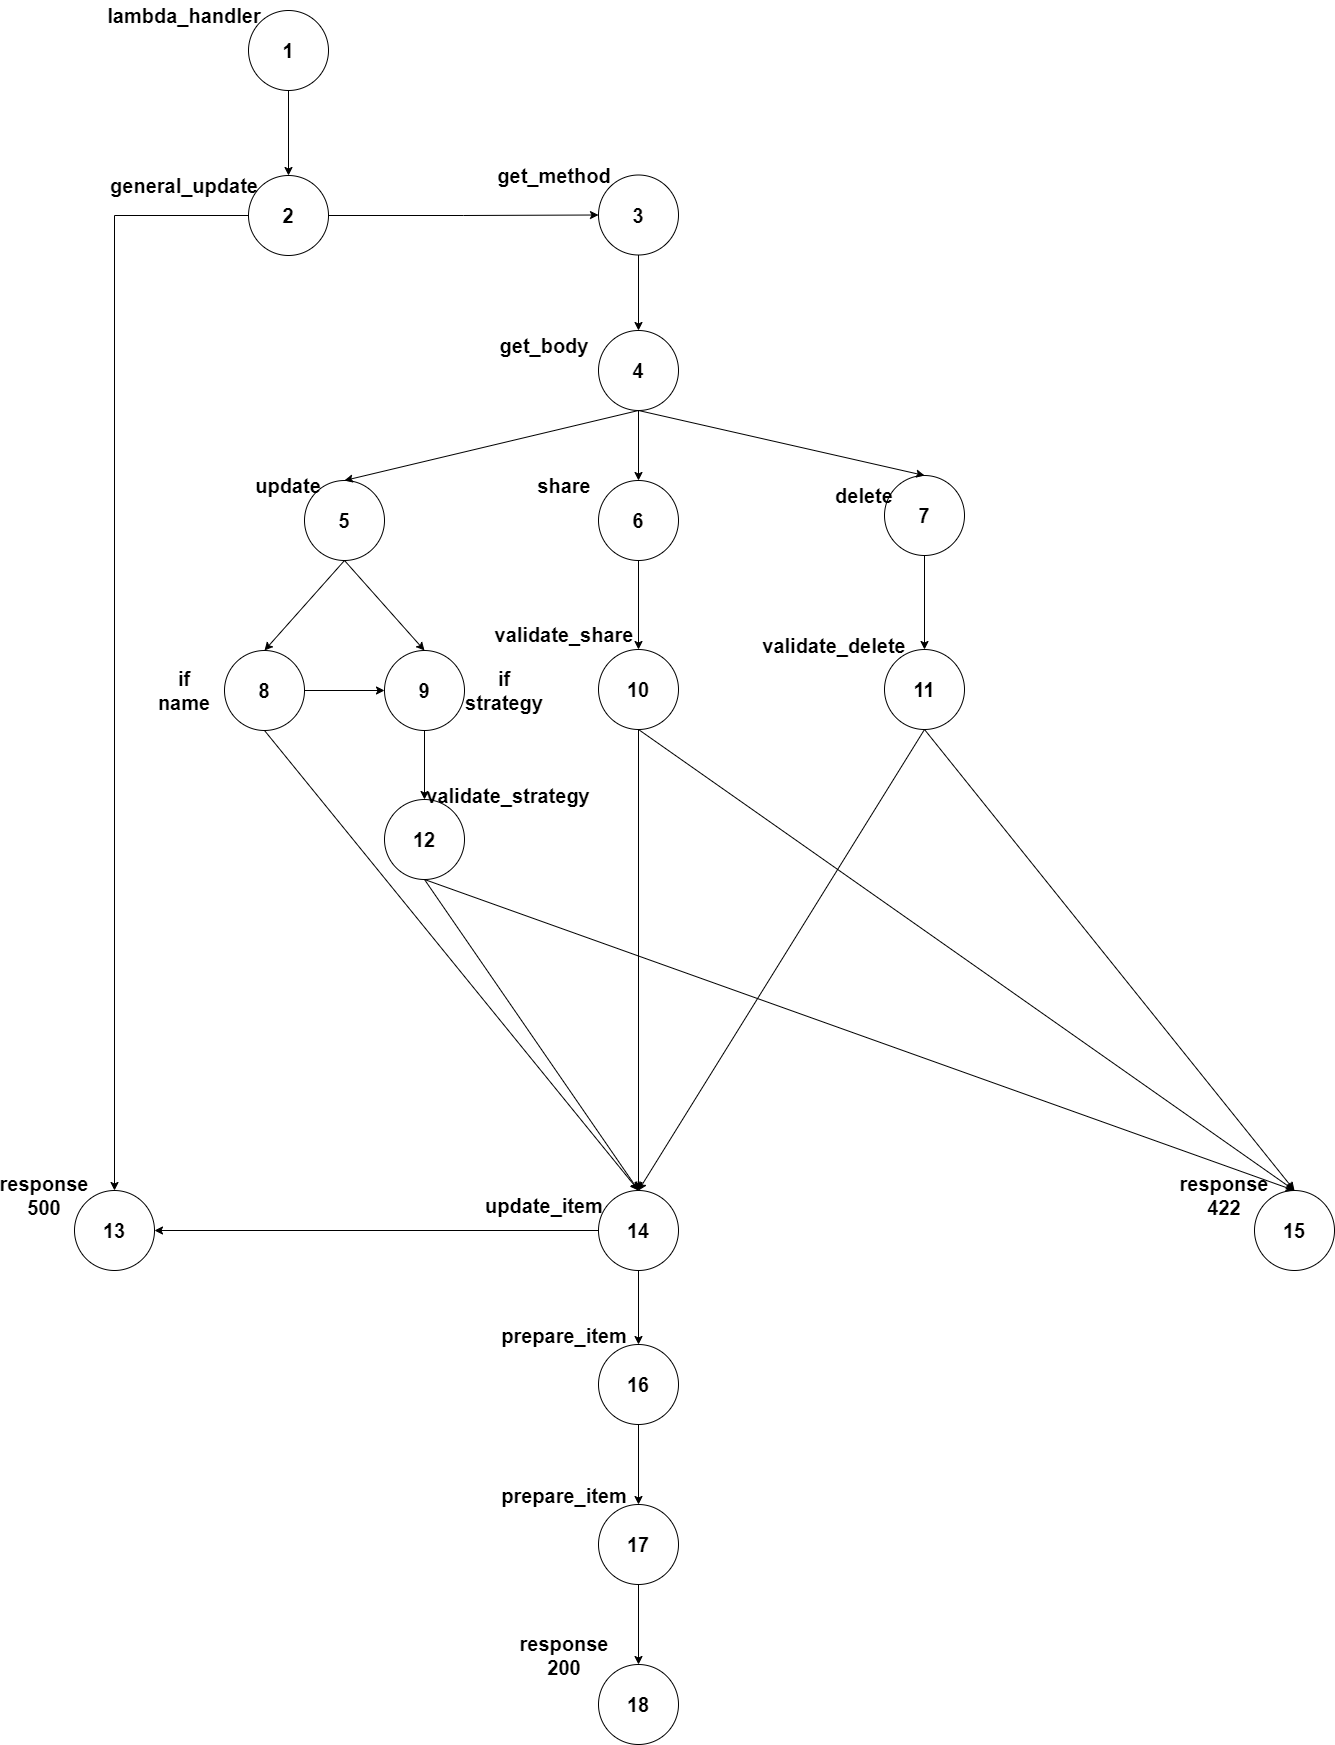 lambda_handler
1
general_update
2
get_method
3
get_body
4
update
5
share
6
delete
7
if
name
8
9
if
strategy
validate_share
10
validate_delete
11
validate_strategy
12
response
500
13
update_item
14
response
422
15
prepare_item
16
prepare_item
17
response
200
18